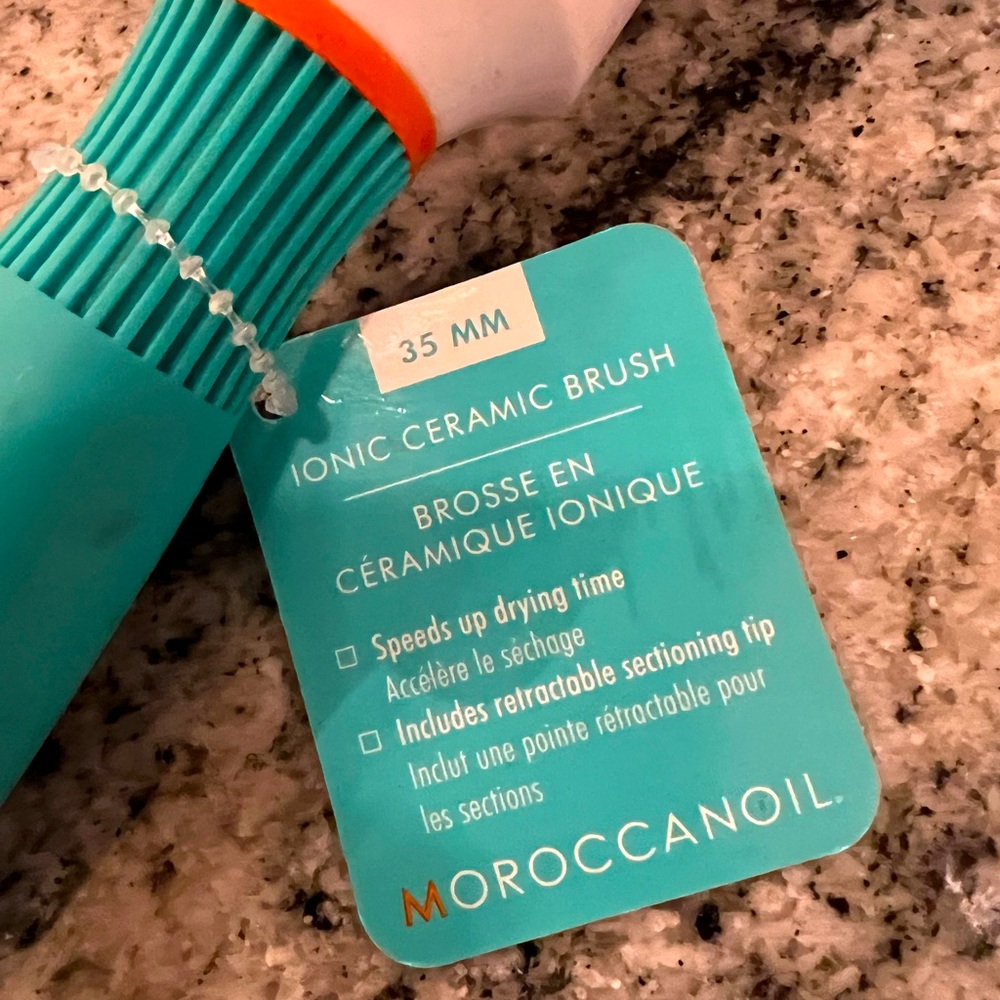 35 MM
IONIC CERAMIC BRUSH
BROSSE EN
CÉRAMIQUE IONIQUE
Speeds up drying time
Accélère le séchage
Includes retractable sectioning tip
Inclut une pointe rétractable pour
les sections
MOROCCANOIL.